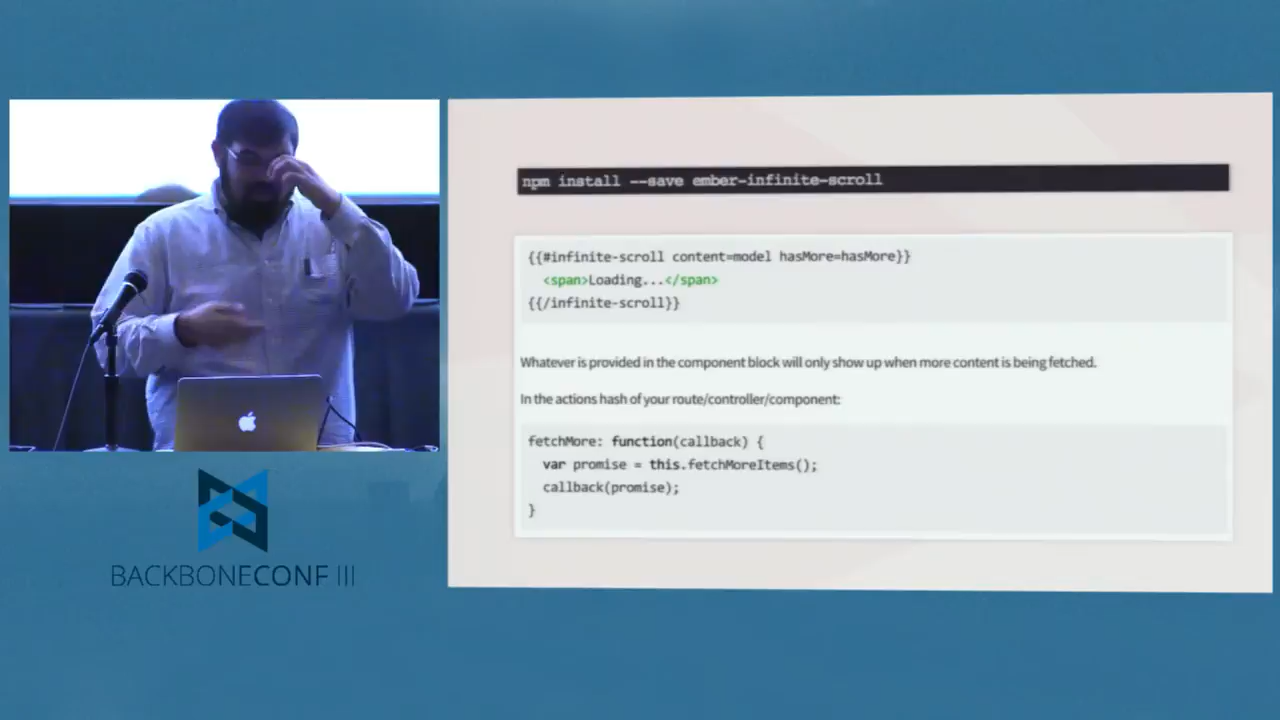 npm install --save ember-infinite-scroll
{{#infinite-scroll content=model hasMore=hasMore}}
<span>Loading...</span>
{{/infinite-scroll}}
Whatever is provided in the component block will only show up when more content is being fetched.
In the actions hash of your route/controller/component:
fetchMore: function(callback) {
var promise = this.fetchMoreItems();
callback(promise);
}
BACKBONECONF III